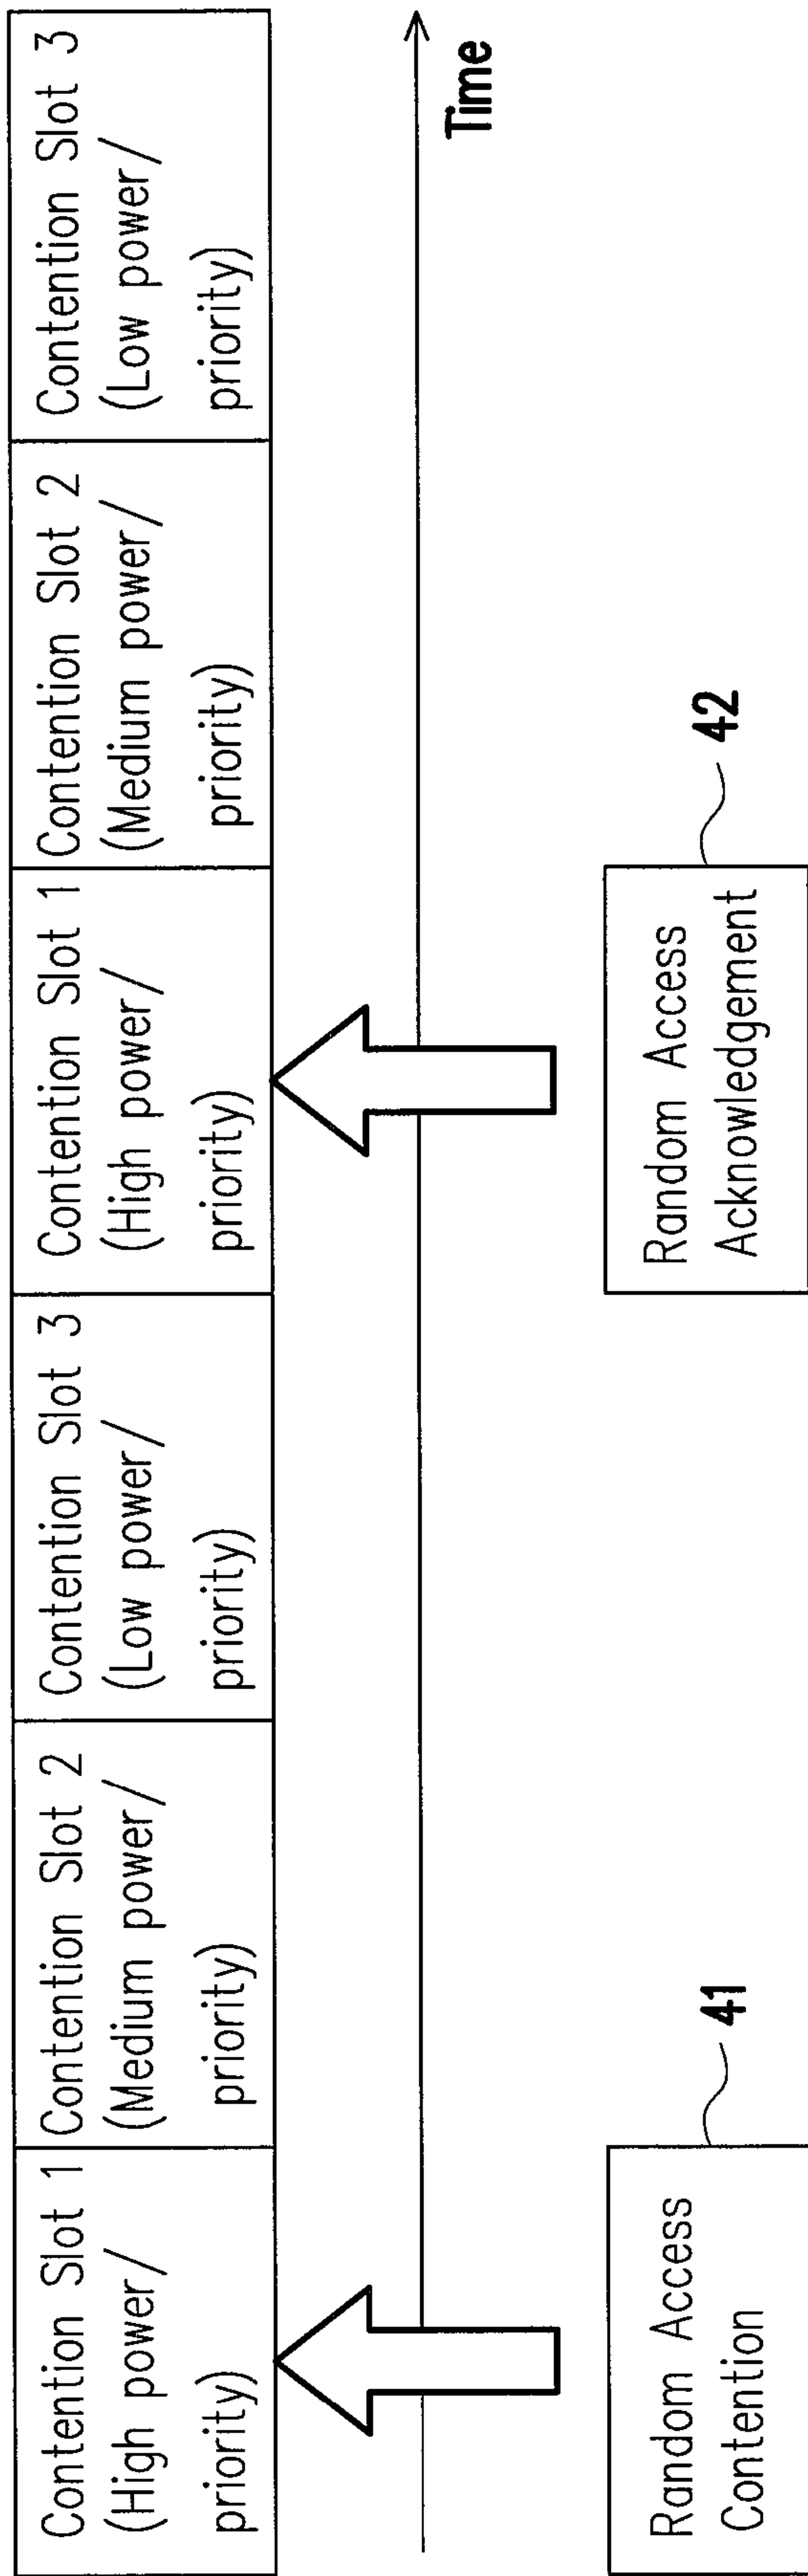 Contention Slot 1
(High power/
priority)
Contention Slot 2
(Medium power/
priority)
Contention Slot 3
(Low power/
priority)
Contention Slot 1
(High power/
priority)
Contention Slot 2
(Medium power/
priority)
Contention Slot 3
(Low power/
priority)
Time
Random Access
Contention
41
Random Access
Acknowledgement
42